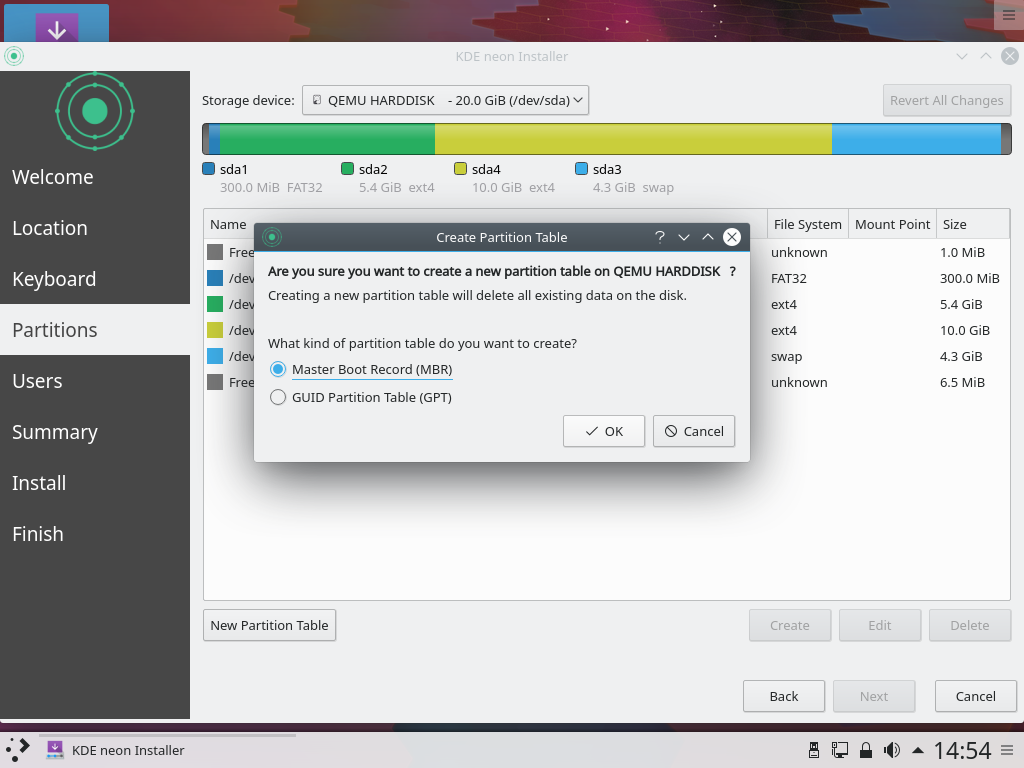 KDE neon Installer
Storage device:
QEMU HARDDISK - 20.0 GiB (/dev/sda)
Revert All Changes
sda1
300.0 MiB FAT32
sda2
5.4 GiB ext4
sda4
10.0 GiB ext4
sda3
4.3 GiB swap
Welcome
Location
Keyboard
Partitions
Users
Summary
Install
Finish
Name
File System
Mount Point
Size
Free
unknown
1.0 MiB
/dev
FAT32
300.0 MiB
/dev
ext4
5.4 GiB
/dev
ext4
10.0 GiB
/dev
swap
4.3 GiB
Free
unknown
6.5 MiB
Create Partition Table
Are you sure you want to create a new partition table on QEMU HARDDISK ?
Creating a new partition table will delete all existing data on the disk.
What kind of partition table do you want to create?
Master Boot Record (MBR)
GUID Partition Table (GPT)
OK
Cancel
New Partition Table
Create
Edit
Delete
Back
Next
Cancel
KDE neon Installer
14:54